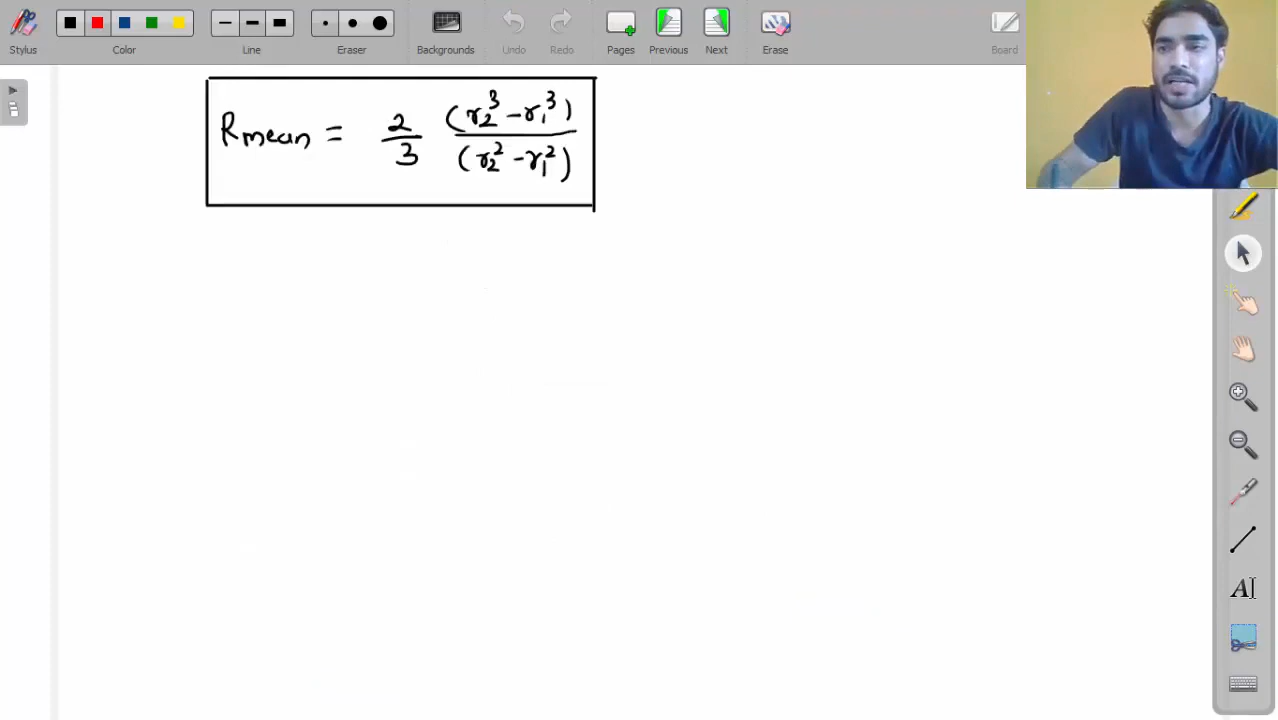 Stylus
Color
Line
Eraser
Backgrounds
Undo
Redo
Pages
Previous
Next
Erase
Board
Rmean = 2/3 (r₂³ - r₁³)/(r₂² - r₁²)
A